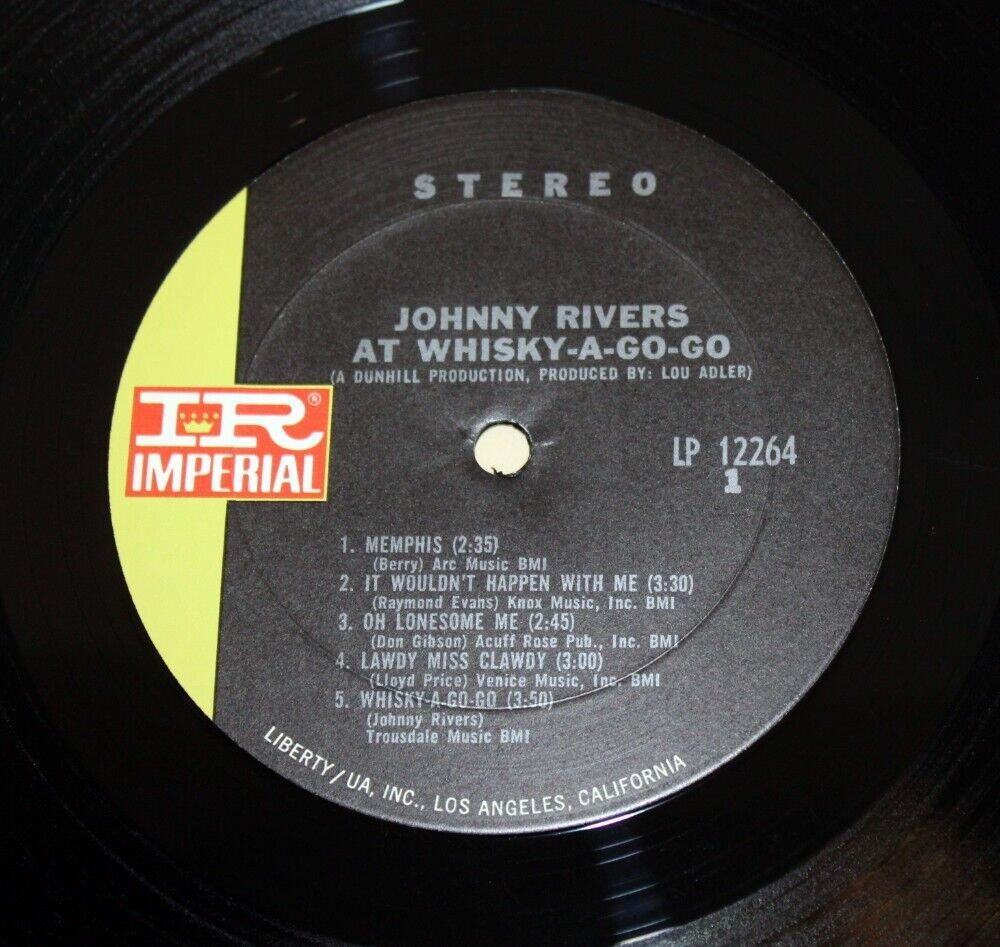 STEREO
JOHNNY RIVERS
AT WHISKY-A-GO-GO
(A DUNHILL PRODUCTION, PRODUCED BY: LOU ADLER)
IR®
IMPERIAL
LP 12264
1
1. MEMPHIS (2:35)
(Berry) Arc Music BMI
2. IT WOULDN'T HAPPEN WITH ME (3:30)
(Raymond Evans) Knox Music, Inc. BMI
3. OH LONESOME ME (2:45)
(Don Gibson) Acuff Rose Pub., Inc. BMI
4. LAWDY MISS CLAWDY (3:00)
(Lloyd Price) Venice Music, Inc. BMI
5. WHISKY-A-GO-GO (3:50)
(Johnny Rivers)
Trousdale Music BMI
LIBERTY/UA, INC., LOS ANGELES, CALIFORNIA